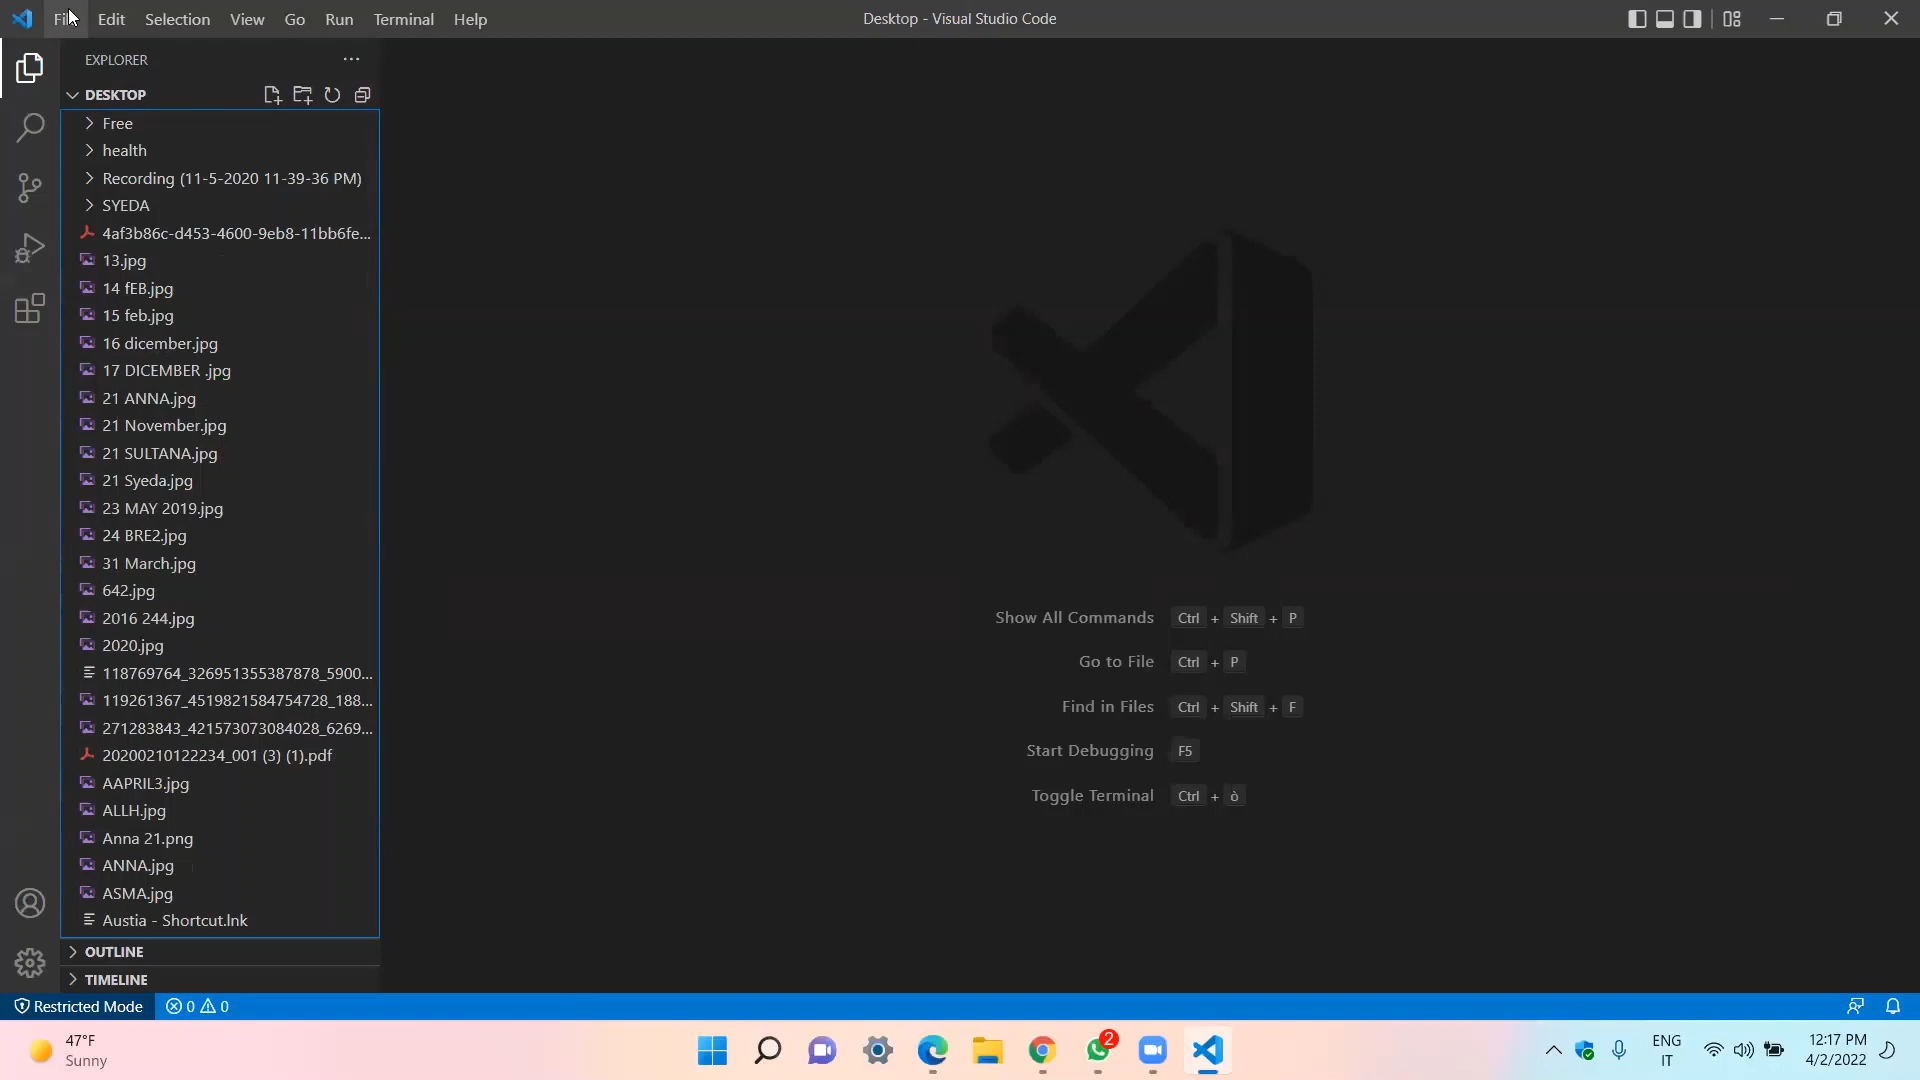 File Edit Selection View Go Run Terminal Help
Desktop - Visual Studio Code
EXPLORER
DESKTOP
Free
health
Recording (11-5-2020 11-39-36 PM)
SYEDA
4af3b86c-d453-4600-9eb8-11bb6fe...
13.jpg
14 fEB.jpg
15 feb.jpg
16 dicember.jpg
17 DICEMBER .jpg
21 ANNA.jpg
21 November.jpg
21 SULTANA.jpg
21 Syeda.jpg
23 MAY 2019.jpg
24 BRE2.jpg
31 March.jpg
642.jpg
2016 244.jpg
2020.jpg
118769764_326951355387878_5900...
119261367_4519821584754728_188...
271283843_421573073084028_6269...
20200210122234_001 (3) (1).pdf
AAPRIL3.jpg
ALLH.jpg
Anna 21.png
ANNA.jpg
ASMA.jpg
Austia - Shortcut.lnk
OUTLINE
TIMELINE
Show All Commands Ctrl + Shift + P
Go to File Ctrl + P
Find in Files Ctrl + Shift + F
Start Debugging F5
Toggle Terminal Ctrl + ò
Restricted Mode 0 0
47°F
Sunny
2
ENG
IT
12:17 PM
4/2/2022